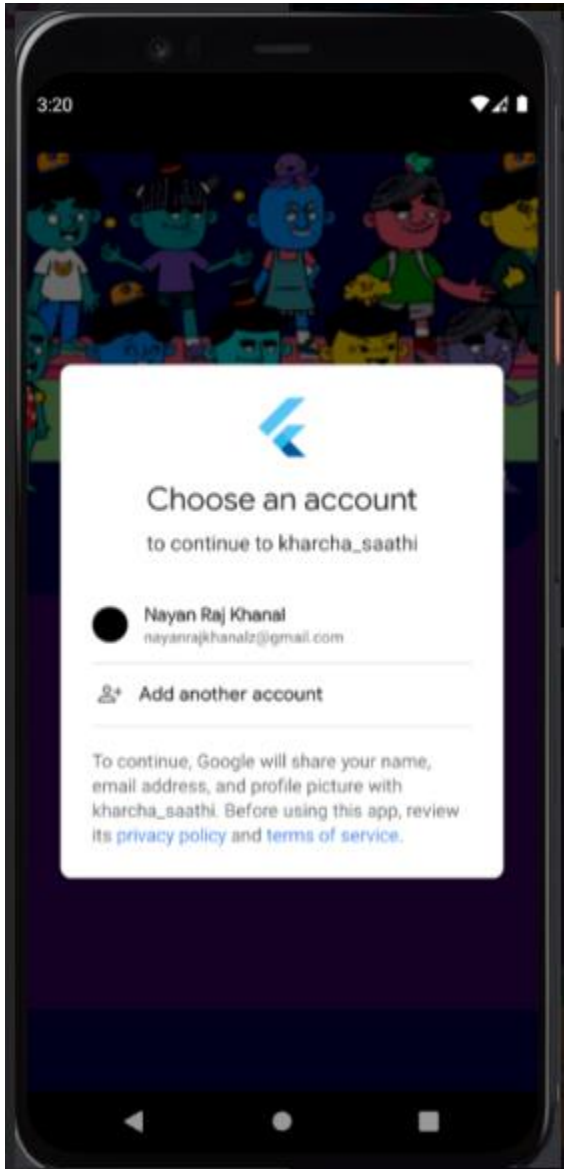 3:20
Choose an account
to continue to kharcha_saathi
Nayan Raj Khanal
nayanrajkhanalz@gmail.com
Add another account
To continue, Google will share your name,
email address, and profile picture with
kharcha_saathi. Before using this app, review
its privacy policy and terms of service.